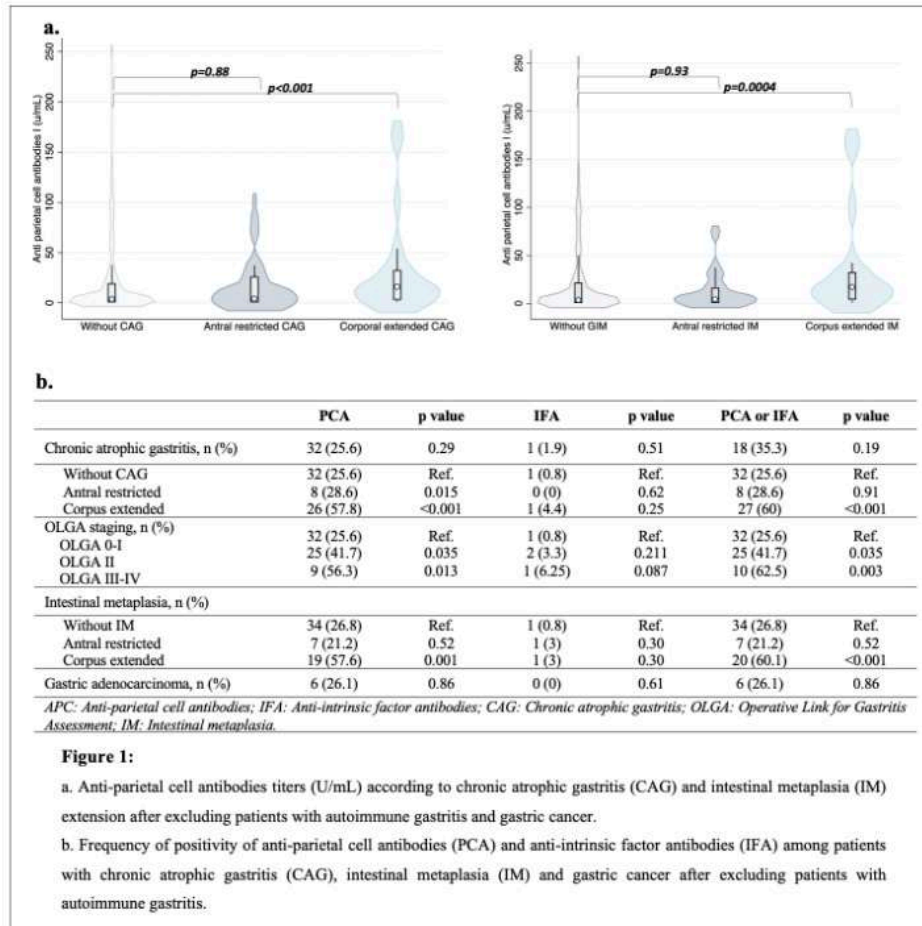 a.
250
200
150
100
50
0
Anti parietal cell antibodies I (u/mL)
p=0.88
p<0.001
Without CAG Antral restricted CAG Corporal extended CAG
250
200
150
100
50
0
Anti parietal cell antibodies I (u/mL)
p=0.93
p=0.0004
Without GIM Antral restricted IM Corpus extended IM
b.
PCA p value IFA p value PCA or IFA p value
Chronic atrophic gastritis, n (%) 32 (25.6) 0.29 1 (1.9) 0.51 18 (35.3) 0.19
Without CAG 32 (25.6) Ref. 1 (0.8) Ref. 32 (25.6) Ref.
Antral restricted 8 (28.6) 0.015 0 (0) 0.62 8 (28.6) 0.91
Corpus extended 26 (57.8) <0.001 1 (4.4) 0.25 27 (60) <0.001
OLGA staging, n (%)
OLGA 0-I 32 (25.6) Ref. 1 (0.8) Ref. 32 (25.6) Ref.
OLGA II 25 (41.7) 0.035 2 (3.3) 0.211 25 (41.7) 0.035
OLGA III-IV 9 (56.3) 0.013 1 (6.25) 0.087 10 (62.5) 0.003
Intestinal metaplasia, n (%)
Without IM 34 (26.8) Ref. 1 (0.8) Ref. 34 (26.8) Ref.
Antral restricted 7 (21.2) 0.52 1 (3) 0.30 7 (21.2) 0.52
Corpus extended 19 (57.6) 0.001 1 (3) 0.30 20 (60.1) <0.001
Gastric adenocarcinoma, n (%) 6 (26.1) 0.86 0 (0) 0.61 6 (26.1) 0.86
APC: Anti-parietal cell antibodies; IFA: Anti-intrinsic factor antibodies; CAG: Chronic atrophic gastritis; OLGA: Operative Link for Gastritis
Assessment; IM: Intestinal metaplasia.
Figure 1:
a. Anti-parietal cell antibodies titers (U/mL) according to chronic atrophic gastritis (CAG) and intestinal metaplasia (IM)
extension after excluding patients with autoimmune gastritis and gastric cancer.
b. Frequency of positivity of anti-parietal cell antibodies (PCA) and anti-intrinsic factor antibodies (IFA) among patients
with chronic atrophic gastritis (CAG), intestinal metaplasia (IM) and gastric cancer after excluding patients with
autoimmune gastritis.